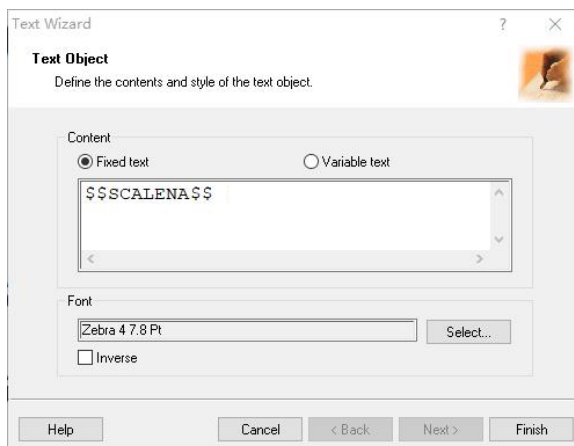 Text Wizard ? ×
Text Object
Define the contents and style of the text object.
Content
Fixed text Variable text
$$SCALENA$$
Font
Zebra 4 7.8 Pt Select...
Inverse
Help Cancel < Back Next > Finish